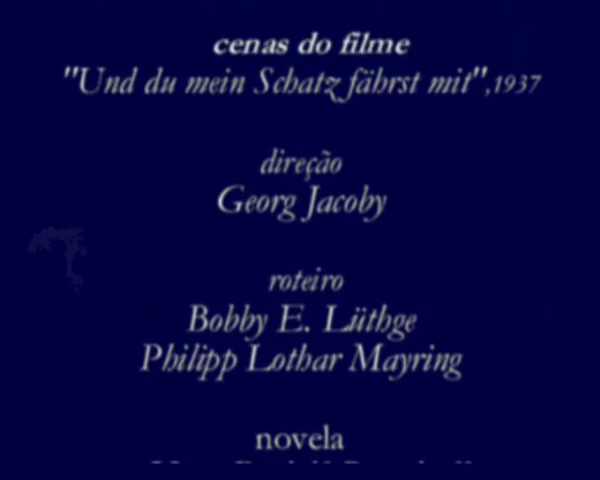 cenas do filme
"Und du mein Schatz fährst mit",1937
direção
Georg Jacoby
roteiro
Bobby E. Lüthge
Philipp Lothar Mayring
novela